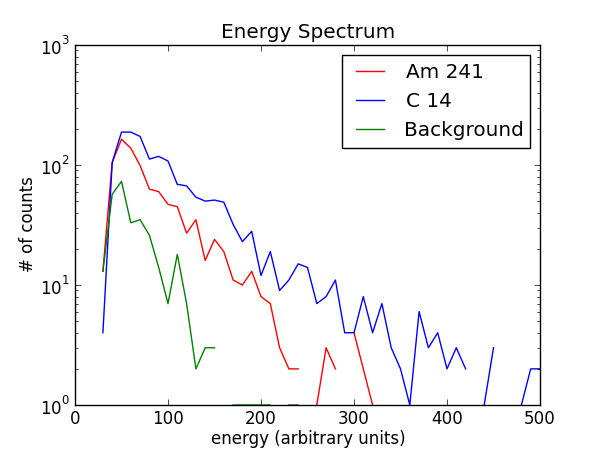 Energy Spectrum
10³
10²
10¹
10⁰
# of counts
Am 241
C 14
Background
0 100 200 300 400 500
energy (arbitrary units)